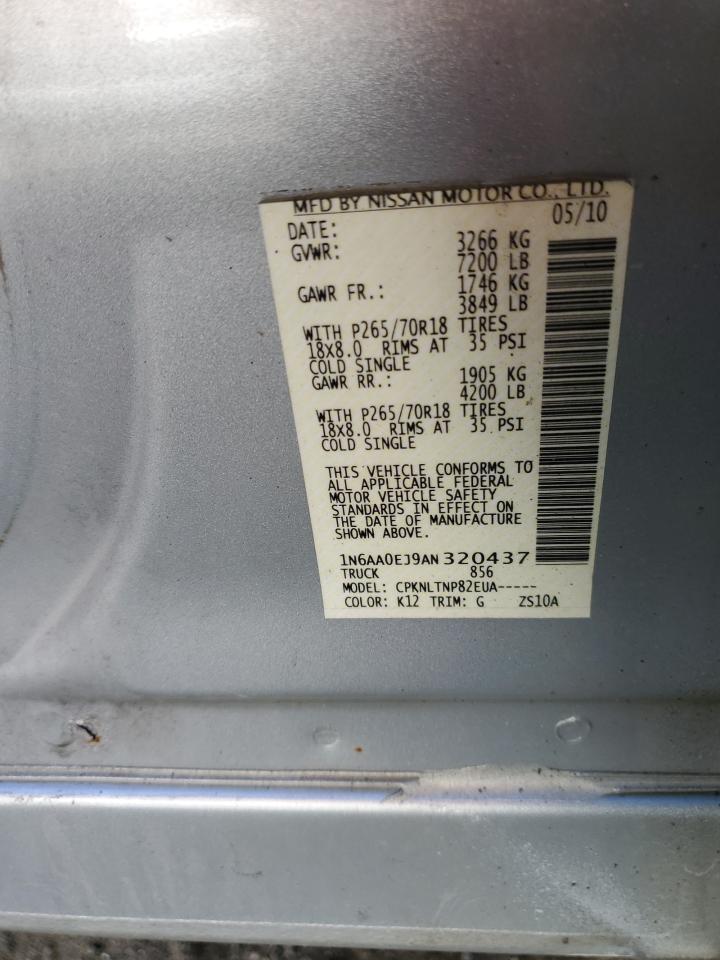 MFD BY NISSAN MOTOR CO., LTD.
DATE: 05/10
GVWR: 3266 KG
7200 LB
GAWR FR.: 1746 KG
3849 LB
WITH P265/70R18 TIRES
18X8.0 RIMS AT 35 PSI
COLD SINGLE
GAWR RR.: 1905 KG
4200 LB
WITH P265/70R18 TIRES
18X8.0 RIMS AT 35 PSI
COLD SINGLE
THIS VEHICLE CONFORMS TO
ALL APPLICABLE FEDERAL
MOTOR VEHICLE SAFETY
STANDARDS IN EFFECT ON
THE DATE OF MANUFACTURE
SHOWN ABOVE.
1N6AA0EJ9AN320437
TRUCK 856
MODEL: CPKNLTNP82EUA-----
COLOR: K12 TRIM: G ZS10A